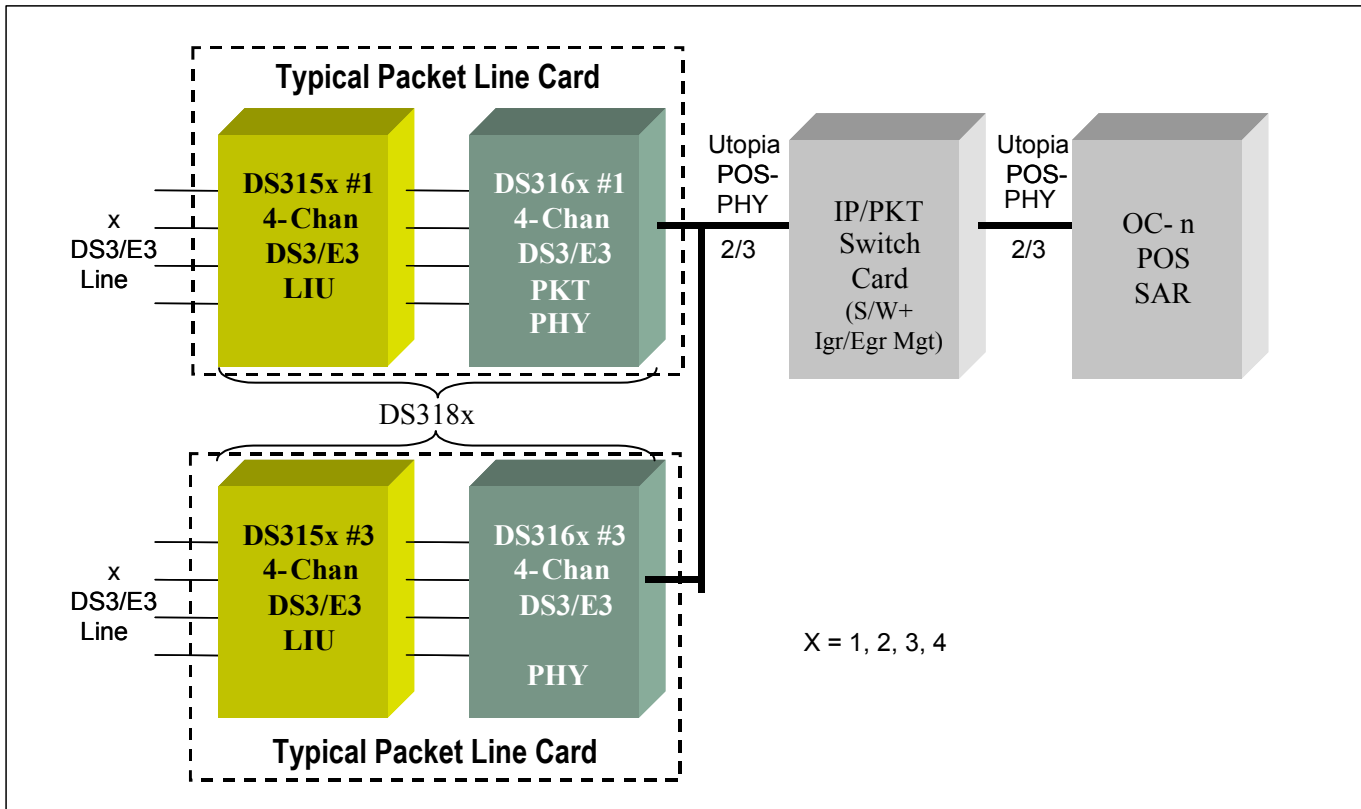 Typical Packet Line Card
x
DS3/E3
Line
DS315x #1
4-Chan
DS3/E3
LIU
DS316x #1
4-Chan
DS3/E3
PKT
PHY
Utopia
POS-
PHY
2/3
IP/PKT
Switch
Card
(S/W+
Igr/Egr Mgt)
Utopia
POS-
PHY
2/3
OC- n
POS
SAR
DS318x
x
DS3/E3
Line
DS315x #3
4-Chan
DS3/E3
LIU
DS316x #3
4-Chan
DS3/E3
PHY
X = 1, 2, 3, 4
Typical Packet Line Card